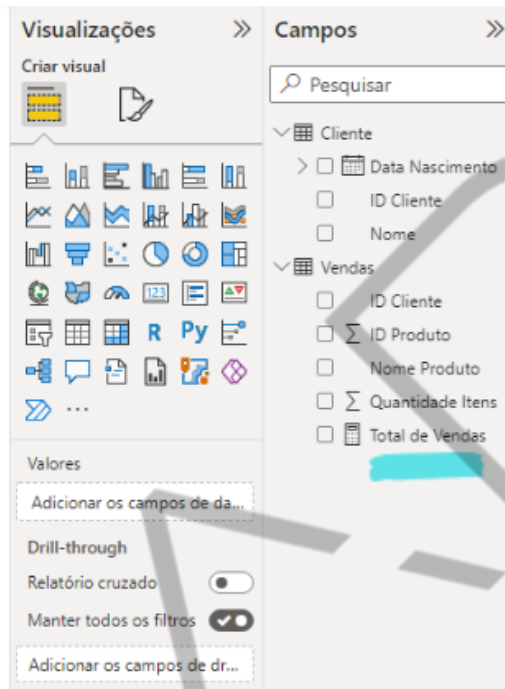 Visualizações
Criar visual
123
R
Py
Valores
Adicionar os campos de da...
Drill-through
Relatório cruzado
Manter todos os filtros
Adicionar os campos de dr...
Campos
Pesquisar
Cliente
Data Nascimento
ID Cliente
Nome
Vendas
ID Cliente
∑ ID Produto
Nome Produto
∑ Quantidade Itens
Total de Vendas